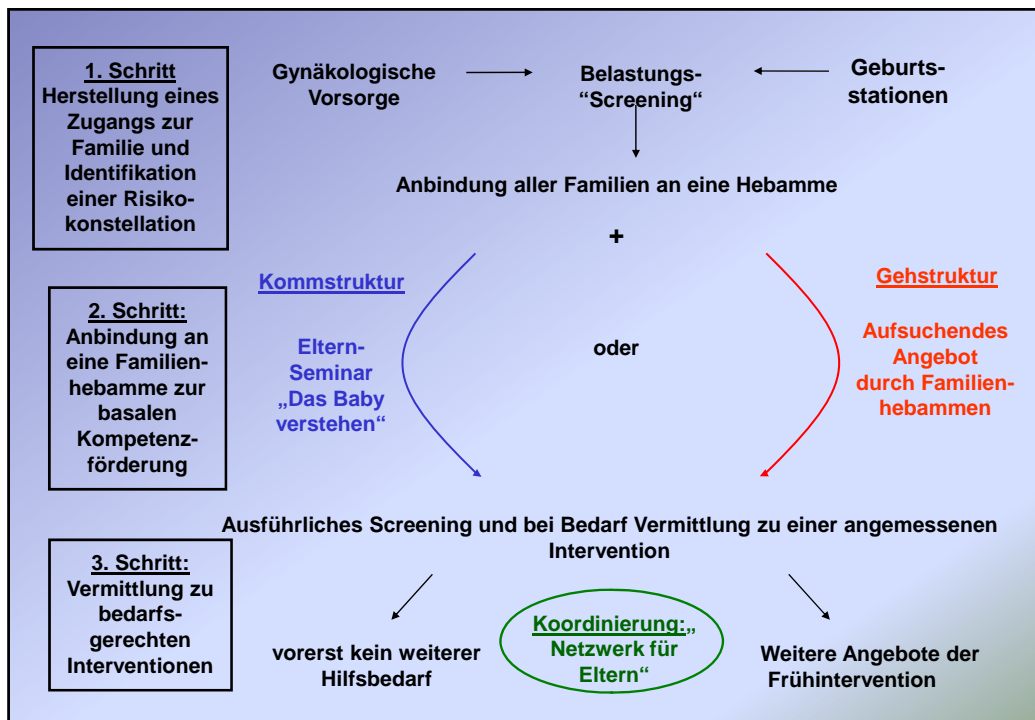 1. Schritt
Herstellung eines
Zugangs zur
Familie und
Identifikation
einer Risiko-
konstellation
Gynäkologische
Vorsorge
Belastungs-
“Screening“
Geburts-
stationen
Anbindung aller Familien an eine Hebamme
+
2. Schritt:
Anbindung an
eine Familien-
hebamme zur
basalen
Kompetenz-
förderung
Kommstruktur
Eltern-
Seminar
„Das Baby
verstehen“
oder
Gehstruktur
Aufsuchendes
Angebot
durch Familien-
hebammen
Ausführliches Screening und bei Bedarf Vermittlung zu einer angemessenen
Intervention
3. Schritt:
Vermittlung zu
bedarfs-
gerechten
Interventionen
vorerst kein weiterer
Hilfsbedarf
Koordinierung:„
Netzwerk für
Eltern“
Weitere Angebote der
Frühintervention